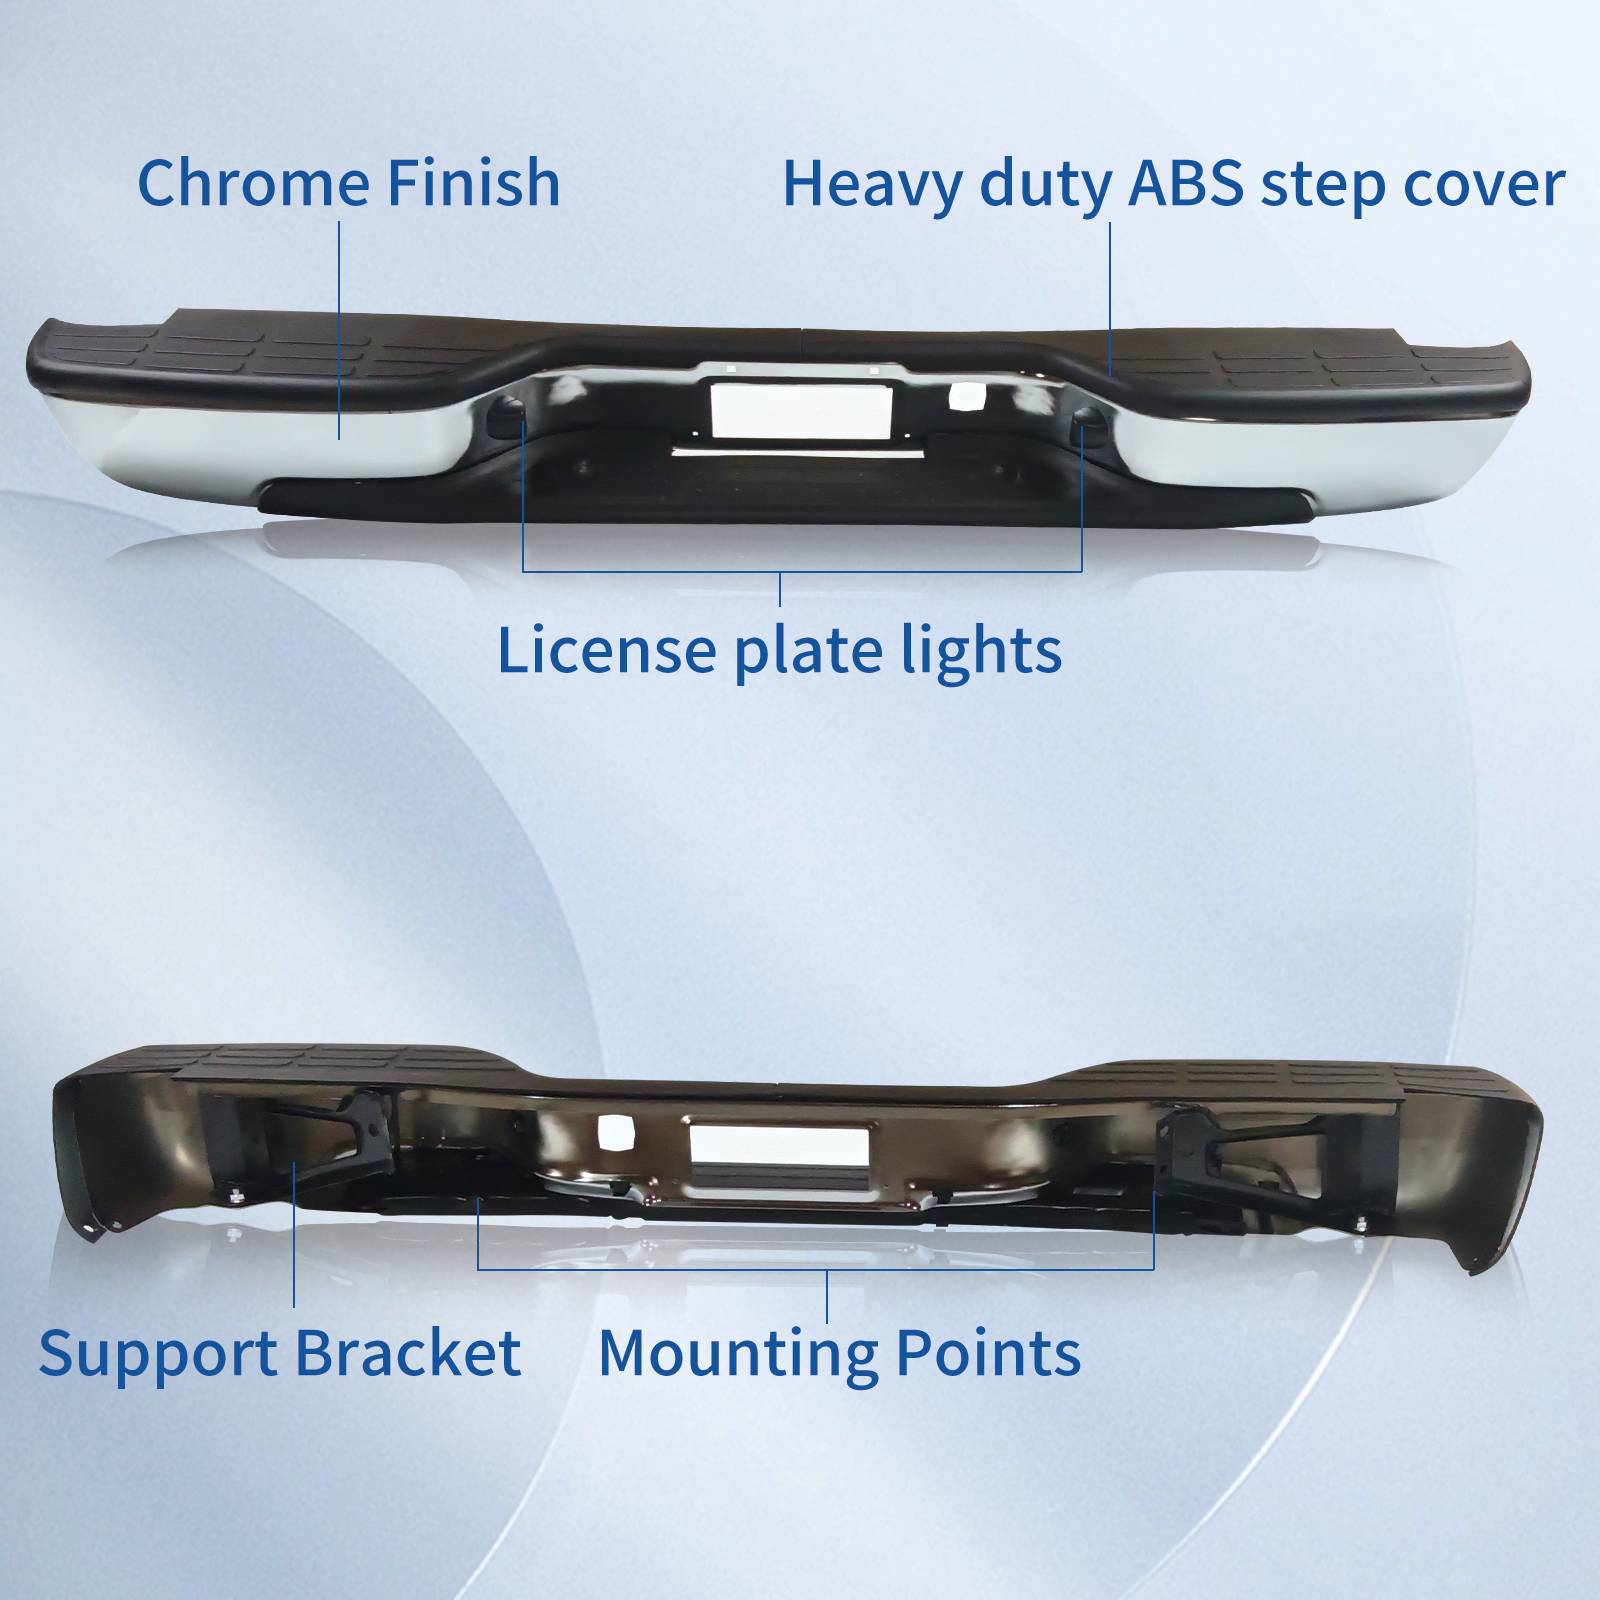 Chrome Finish
Heavy duty ABS step cover
License plate lights
Support Bracket
Mounting Points